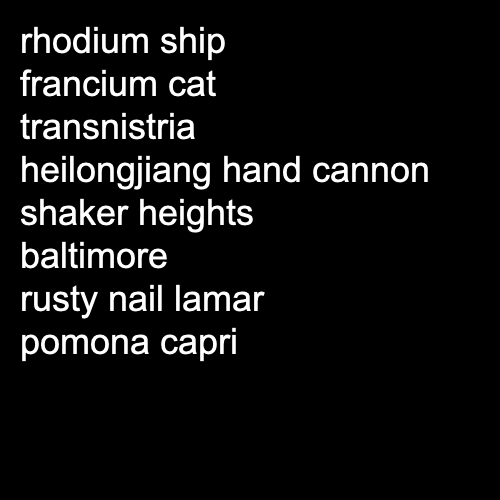 rhodium ship
francium cat
transnistria
heilongjiang hand cannon
shaker heights
baltimore
rusty nail lamar
pomona capri